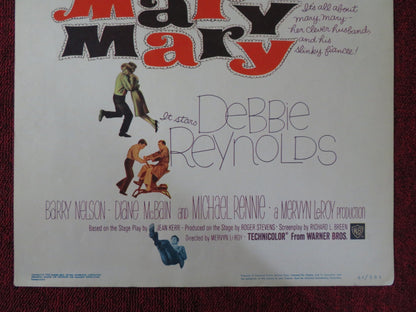 Mary
Mary
It's all about
mary, mary -
her clever husband,
and his
slinky fiancée!
It stars DEBBIE
REYNOLDS
BARRY NELSON · DIANE McBAIN and MICHAEL RENNIE · a MERVYN LeROY PRODUCTION
Based on the Stage Play by JEAN KERR · Produced on the Stage by ROGER STEVENS · Screenplay by RICHARD L. BREEN
Directed by MERVYN LeROY · TECHNICOLOR® From WARNER BROS.